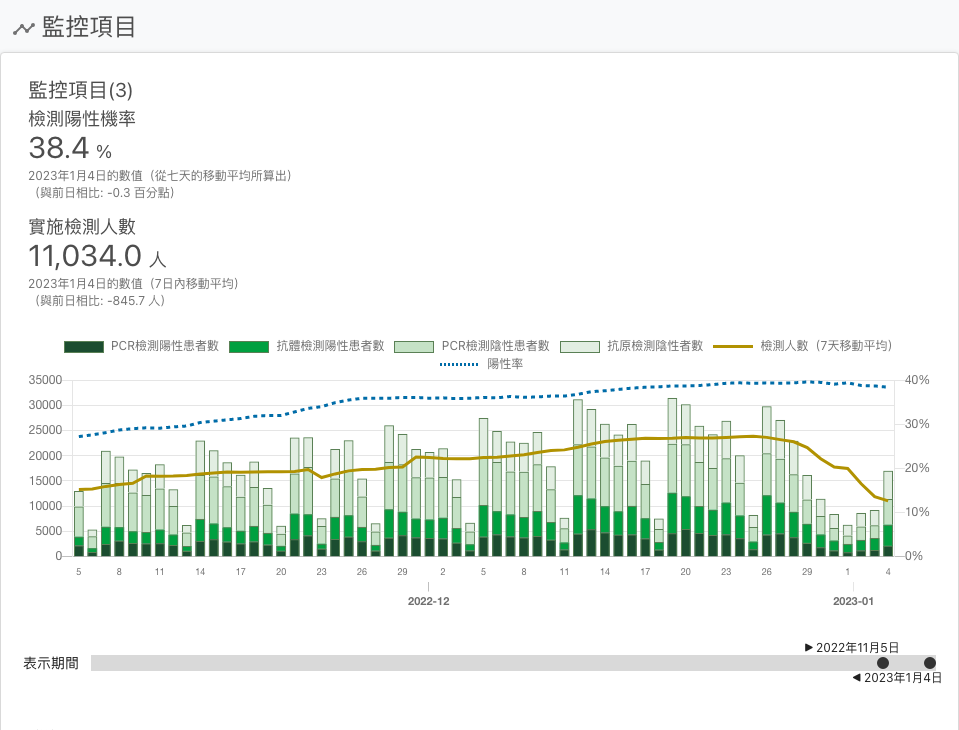 監控項目
監控項目(3)
檢測陽性機率
38.4 %
2023年1月4日的數值（從七天的移動平均所算出）
（與前日相比: -0.3 百分點）
實施檢測人數
11,034.0 人
2023年1月4日的數值（7日內移動平均）
（與前日相比: -845.7 人）
PCR檢測陽性患者數 抗體檢測陽性患者數 PCR檢測陰性患者數 抗原檢測陰性者數 檢測人數（7天移動平均）
陽性率
35000 40%
30000
25000 30%
20000
15000 20%
10000 10%
5000
0 0%
5 8 11 14 17 20 23 26 29 2 5 8 11 14 17 20 23 26 29 1 4
2022-12 2023-01
▶ 2022年11月5日
表示期間
◀ 2023年1月4日